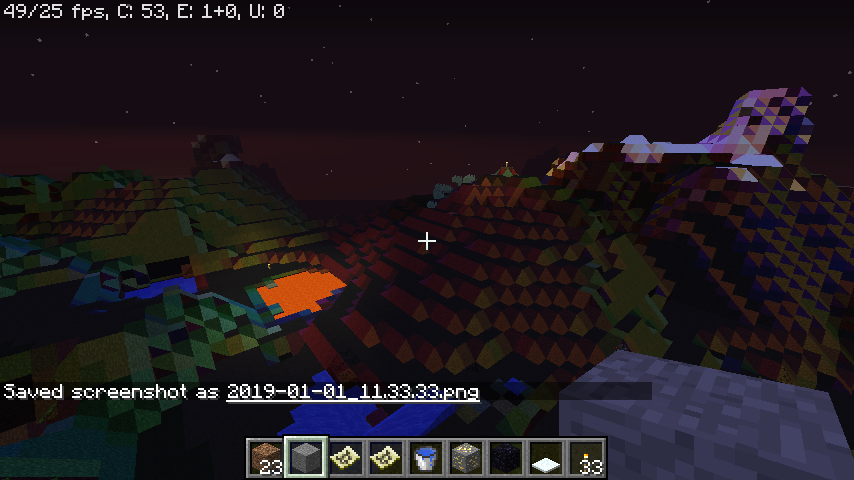 49/25 fps, C: 53, E: 1+0, U: 0
Saved screenshot as 2019-01-01_11.33.33.png
23
33